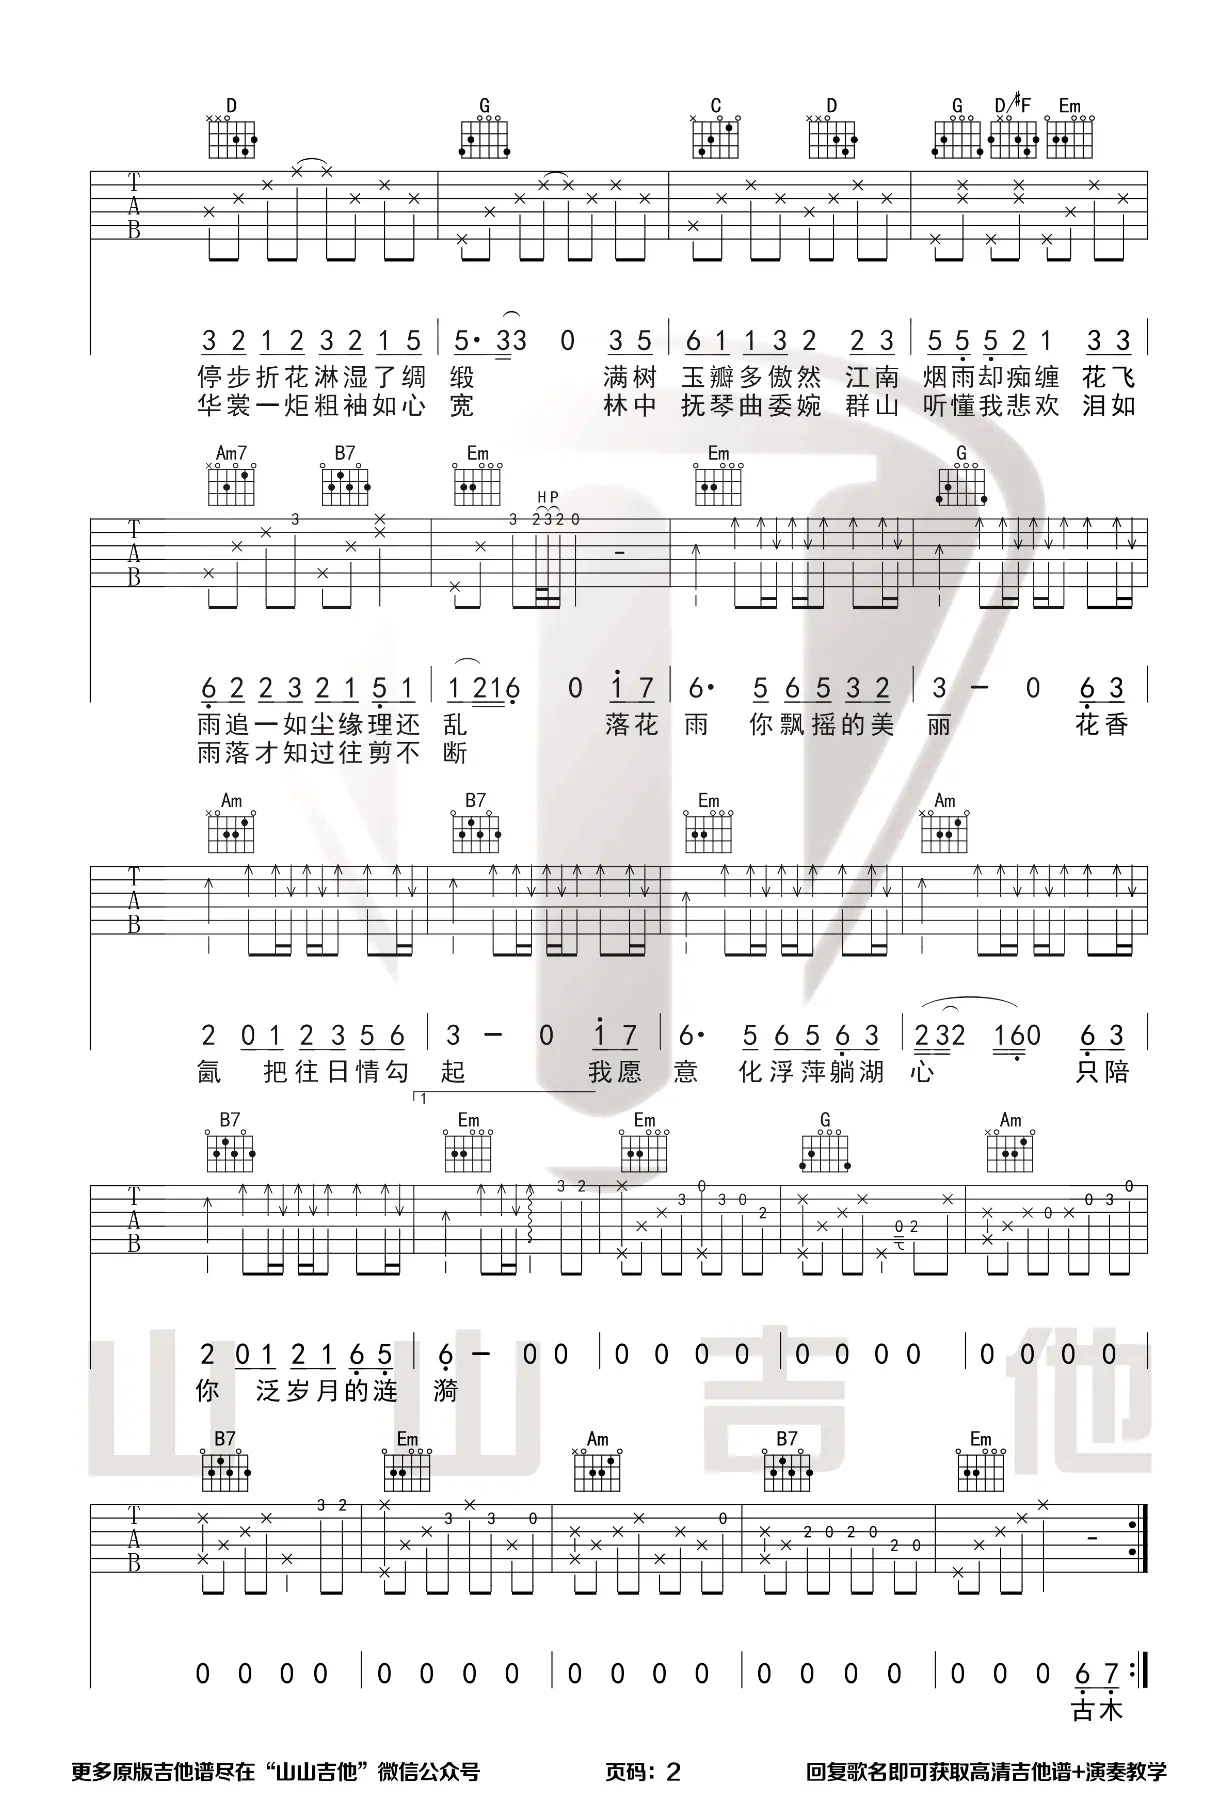 D G C D G D/#F Em
T
A
B
3 2 1 2 3 2 1 5 5· 33 0 3 5 6 1 1 3 2 2 3 5 5 5 2 1 3 3
停步折花淋湿了绸 缎 满树 玉瓣多傲然 江南 烟雨却痴缠 花飞
华裳一炬粗袖如心 宽 林中 抚琴曲委婉 群山 听懂我悲欢 泪如
Am7 B7 Em Em G
H P
3 3 2 3 2 0
T
A
B
6 2 2 3 2 1 5 1 1 216 0 1 7 6· 5 6 5 3 2 3 – 0 6 3
雨追一如尘缘理还 乱 落花 雨 你飘摇的美 丽 花香
雨落才知过往剪不 断
Am B7 Em Am
T
A
B
2 0 1 2 3 5 6 3 – 0 1 7 6· 5 6 5 6 3 232 160 6 3
氤 把往日情勾 起 我愿 意 化浮萍躺湖 心 只陪
1
B7 Em Em G Am
T
A
B
3 2 3 0 3 0 2 0 2 0 0 3 0
2 0 1 2 1 6 5 6 – 0 0 0 0 0 0 0 0 0 0 0 0 0 0
你 泛岁月的涟 漪
山山吉他
B7 Em Am B7 Em
T
A
B
3 2 3 3 0 0 2 0 2 0 2 0
0 0 0 0 0 0 0 0 0 0 0 0 0 0 0 0 0 0 0 6 7
古木
更多原版吉他谱尽在“山山吉他”微信公众号 页码：2 回复歌名即可获取高清吉他谱+演奏教学